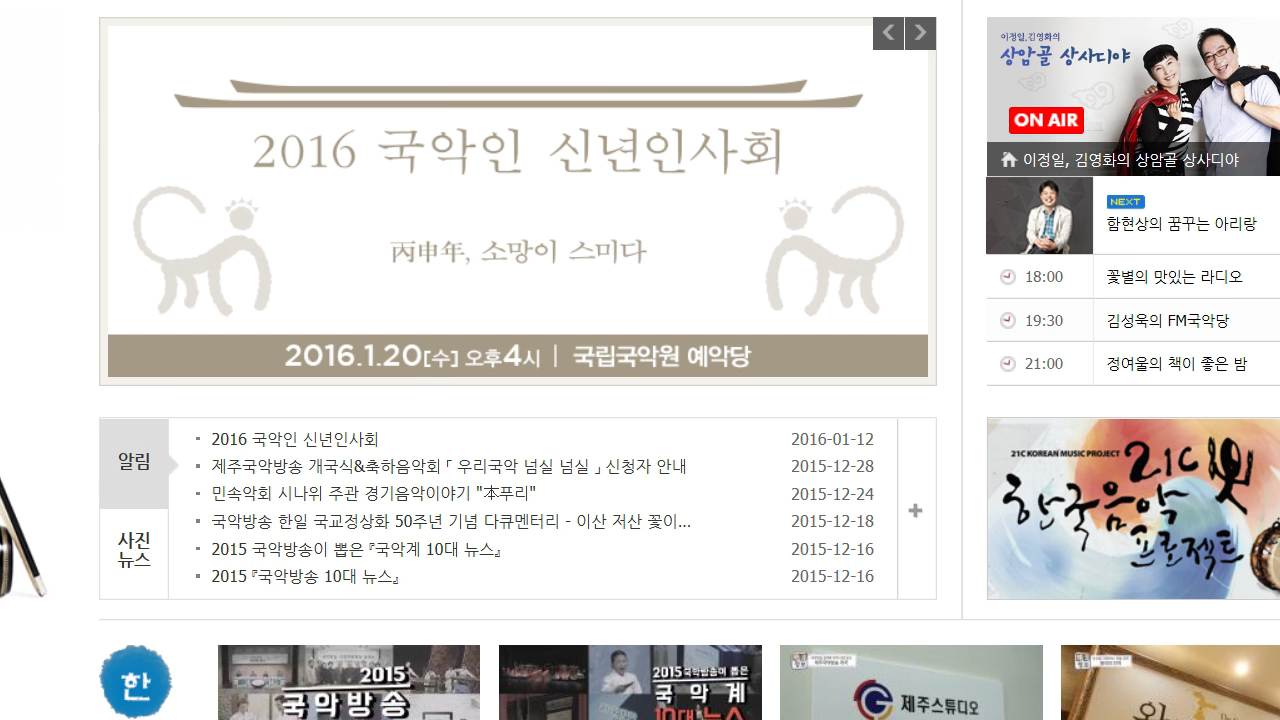 2016 국악인 신년인사회
丙申年, 소망이 스미다
2016.1.20[수] 오후4시 | 국립국악원 예악당
이정일,김영화의
상암골 상사디야
ON AIR
이정일, 김영화의 상암골 상사디야
NEXT
함현상의 꿈꾸는 아리랑
18:00 꽃별의 맛있는 라디오
19:30 김성욱의 FM국악당
21:00 정여울의 책이 좋은 밤
알림
사진
뉴스
2016 국악인 신년인사회 2016-01-12
제주국악방송 개국식&축하음악회「 우리국악 넘실 넘실 」신청자 안내 2015-12-28
민속악회 시나위 주관 경기음악이야기 "本푸리" 2015-12-24
국악방송 한일 국교정상화 50주년 기념 다큐멘터리 - 이산 저산 꽃이... 2015-12-18
2015 국악방송이 뽑은『국악계 10대 뉴스』 2015-12-16
2015『국악방송 10대 뉴스』 2015-12-16
21C KOREAN MUSIC PROJECT
21C
한국음악
프로젝트
한
2015
국악방송
2015국악방송이 뽑은
국악계
10대 뉴스
제주스튜디오